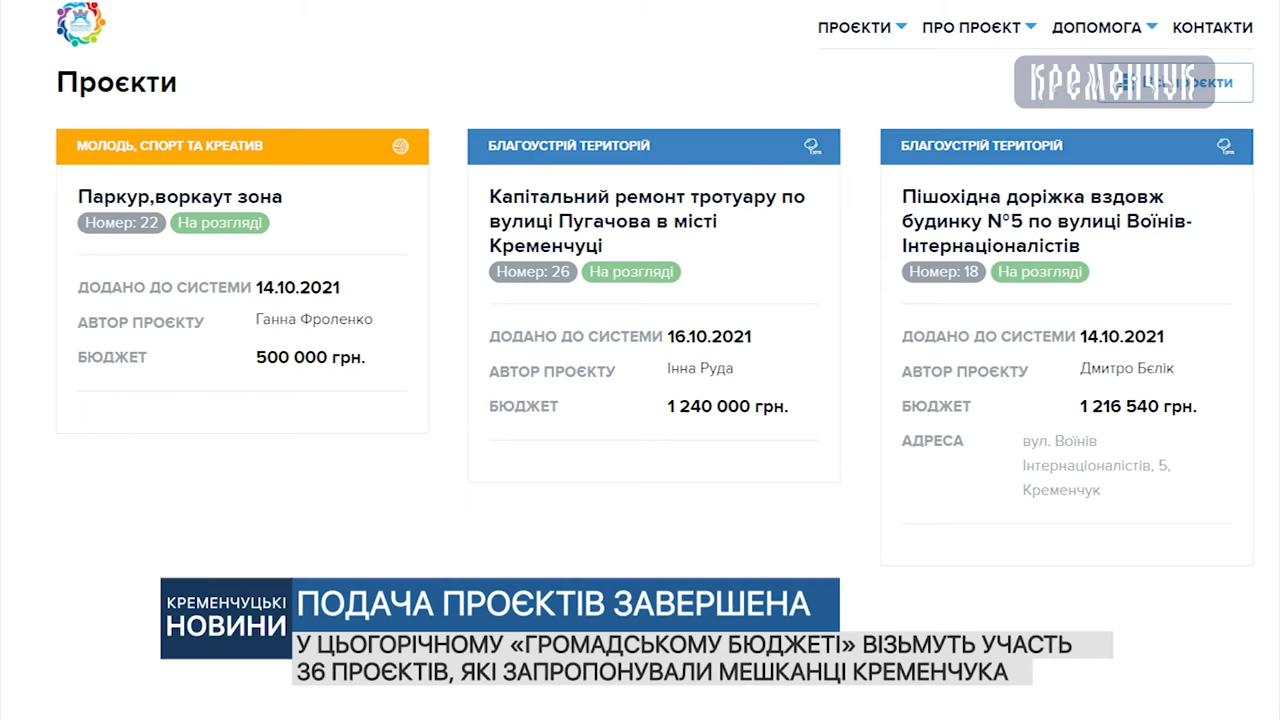 ПРОЄКТИ ПРО ПРОЄКТ ДОПОМОГА КОНТАКТИ
Проєкти
КРЕМЕНЧУК
МОЛОДЬ, СПОРТ ТА КРЕАТИВ
Паркур,воркаут зона
Номер: 22 На розгляді
ДОДАНО ДО СИСТЕМИ 14.10.2021
АВТОР ПРОЄКТУ Ганна Фроленко
БЮДЖЕТ 500 000 грн.
БЛАГОУСТРІЙ ТЕРИТОРІЙ
Капітальний ремонт тротуару по
вулиці Пугачова в місті
Кременчуці
Номер: 26 На розгляді
ДОДАНО ДО СИСТЕМИ 16.10.2021
АВТОР ПРОЄКТУ Інна Руда
БЮДЖЕТ 1 240 000 грн.
БЛАГОУСТРІЙ ТЕРИТОРІЙ
Пішохідна доріжка вздовж
будинку №5 по вулиці Воїнів-
Інтернаціоналістів
Номер: 18 На розгляді
ДОДАНО ДО СИСТЕМИ 14.10.2021
АВТОР ПРОЄКТУ Дмитро Бєлік
БЮДЖЕТ 1 216 540 грн.
АДРЕСА вул. Воїнів
Інтернаціоналістів, 5,
Кременчук
КРЕМЕНЧУЦЬКІ
НОВИНИ
ПОДАЧА ПРОЄКТІВ ЗАВЕРШЕНА
У ЦЬОГОРІЧНОМУ «ГРОМАДСЬКОМУ БЮДЖЕТІ» ВІЗЬМУТЬ УЧАСТЬ
36 ПРОЄКТІВ, ЯКІ ЗАПРОПОНУВАЛИ МЕШКАНЦІ КРЕМЕНЧУКА